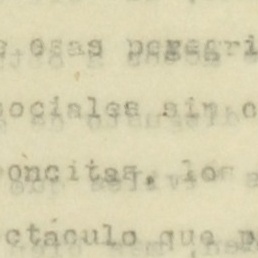 esas peregri
sociales sin
oncitas, los
ctáculo que p